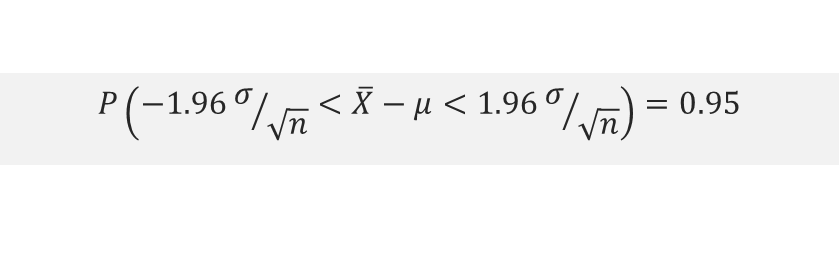 P(−1.96 σ/√n < X̄ − μ < 1.96 σ/√n) = 0.95